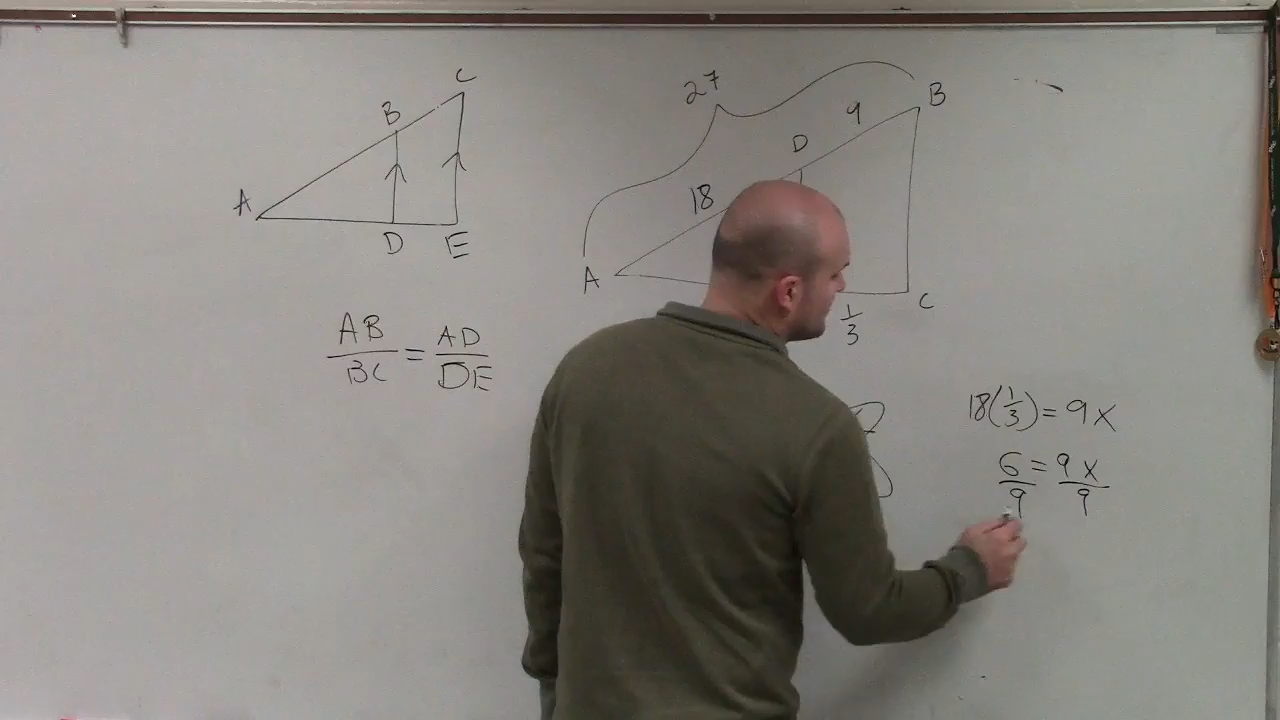 C
B
A
D E
AB/BC = AD/DE
27
9
B
D
18
A
C
1/3
18(1/3) = 9x
6/9 = 9x/9